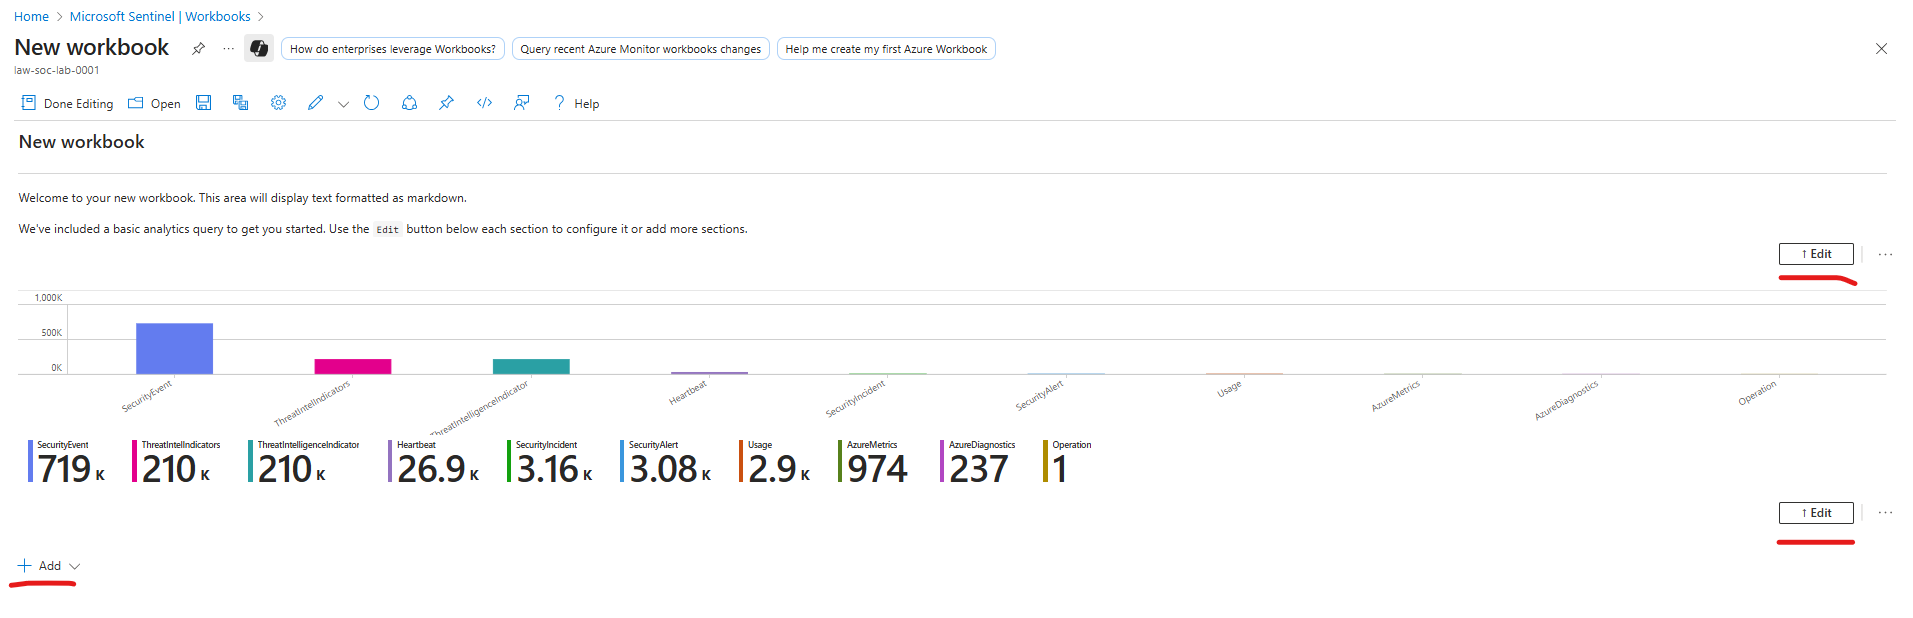 Home > Microsoft Sentinel | Workbooks >
New workbook ... How do enterprises leverage Workbooks? Query recent Azure Monitor workbooks changes Help me create my first Azure Workbook
law-soc-lab-0001
Done Editing Open ? Help
New workbook
Welcome to your new workbook. This area will display text formatted as markdown.
We've included a basic analytics query to get you started. Use the Edit button below each section to configure it or add more sections.
↑ Edit ...
1,000K
500K
0K
SecurityEvent ThreatIntelIndicators ThreatIntelligenceIndicator Heartbeat SecurityIncident SecurityAlert Usage AzureMetrics AzureDiagnostics Operation
SecurityEvent ThreatIntelIndicators ThreatIntelligenceIndicator Heartbeat SecurityIncident SecurityAlert Usage AzureMetrics AzureDiagnostics Operation
719 K 210 K 210 K 26.9 K 3.16 K 3.08 K 2.9 K 974 237 1
↑ Edit ...
+ Add